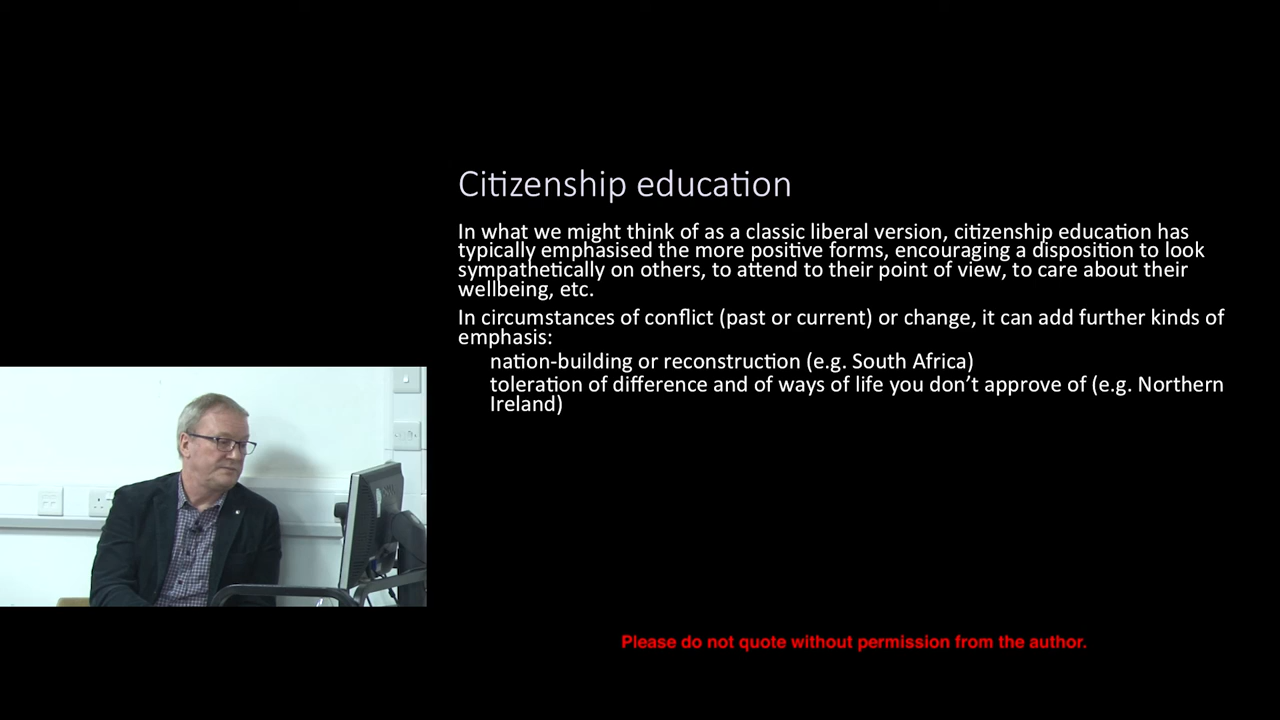 Citizenship education
In what we might think of as a classic liberal version, citizenship education has
typically emphasised the more positive forms, encouraging a disposition to look
sympathetically on others, to attend to their point of view, to care about their
wellbeing, etc.
In circumstances of conflict (past or current) or change, it can add further kinds of
emphasis:
nation-building or reconstruction (e.g. South Africa)
toleration of difference and of ways of life you don’t approve of (e.g. Northern
Ireland)
Please do not quote without permission from the author.